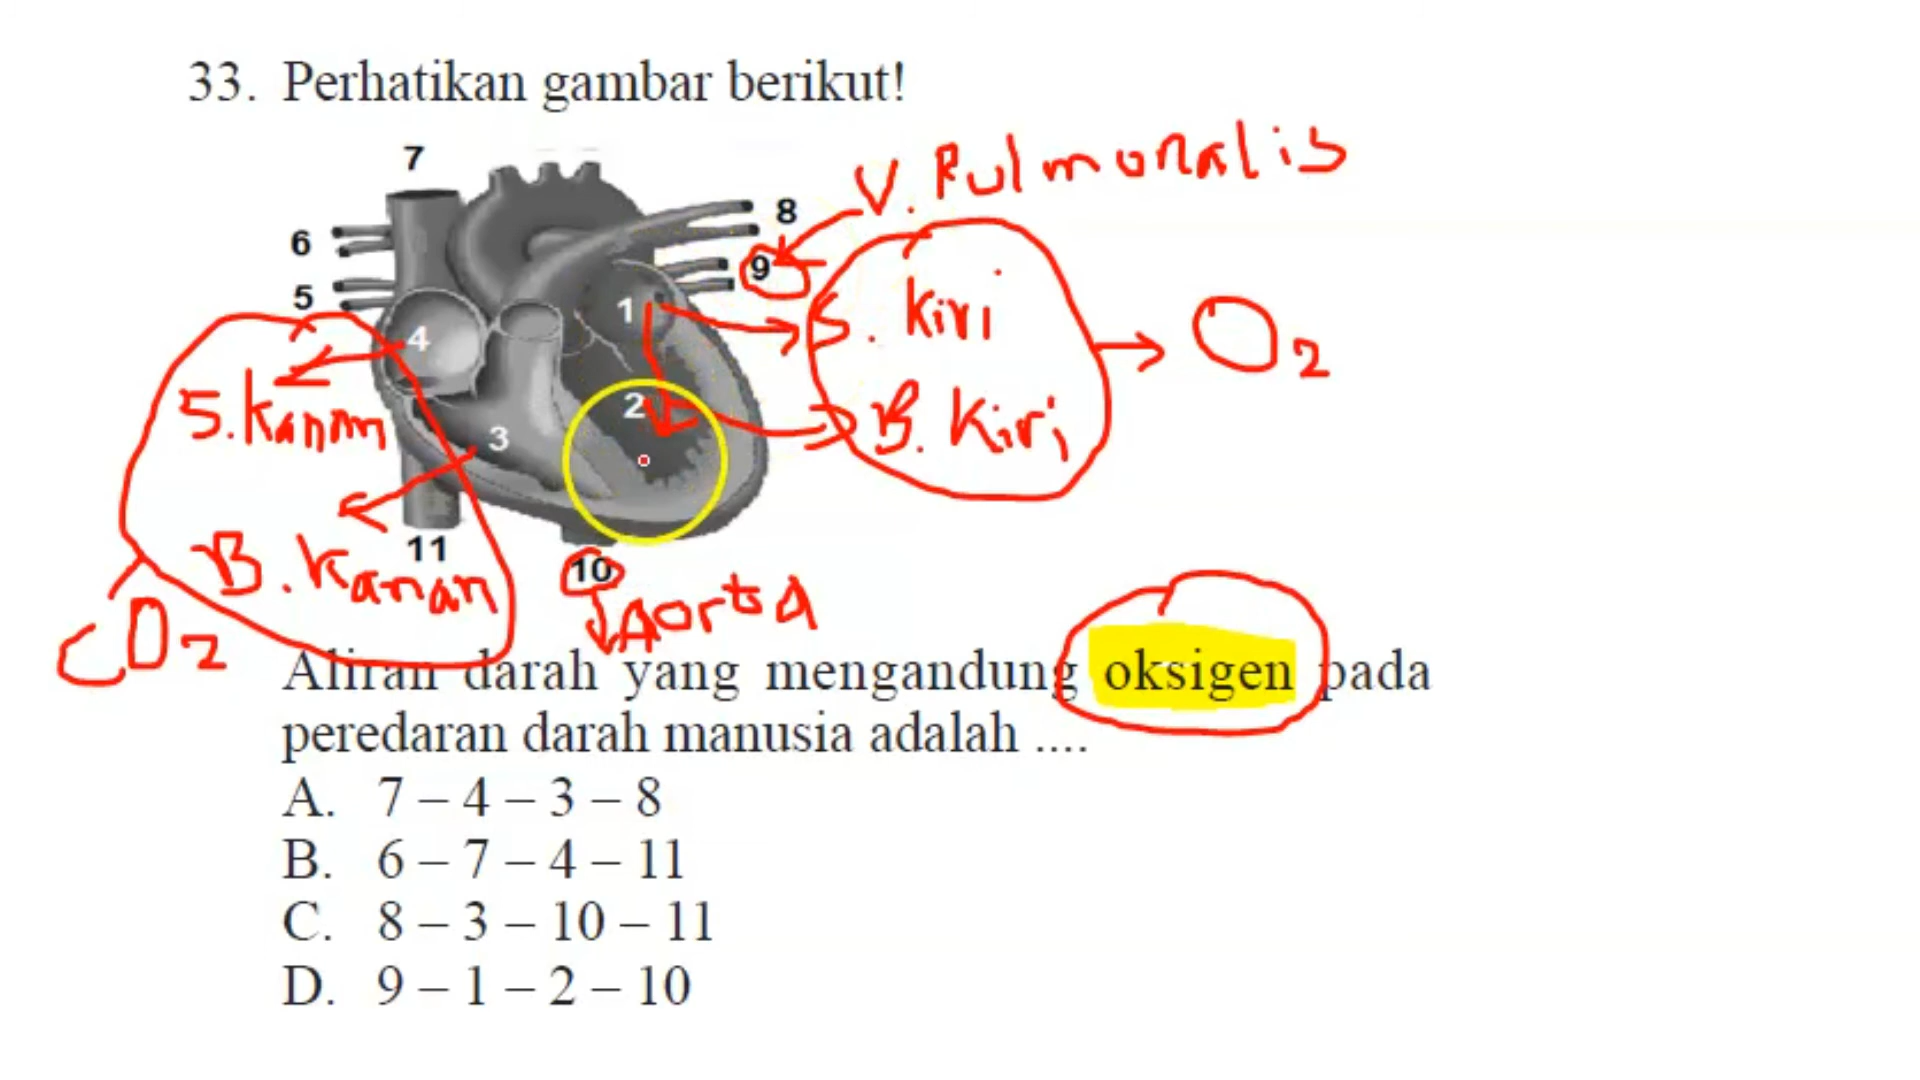 33. Perhatikan gambar berikut!
7
V. Pulmonalis
8
6
9
5
1
S. Kiri
4
O2
S. Kanan
2
B. Kiri
3
11
B. Kanan
10
Aorta
CO2
Aliran darah yang mengandung oksigen pada
peredaran darah manusia adalah ....
A. 7 – 4 – 3 – 8
B. 6 – 7 – 4 – 11
C. 8 – 3 – 10 – 11
D. 9 – 1 – 2 – 10